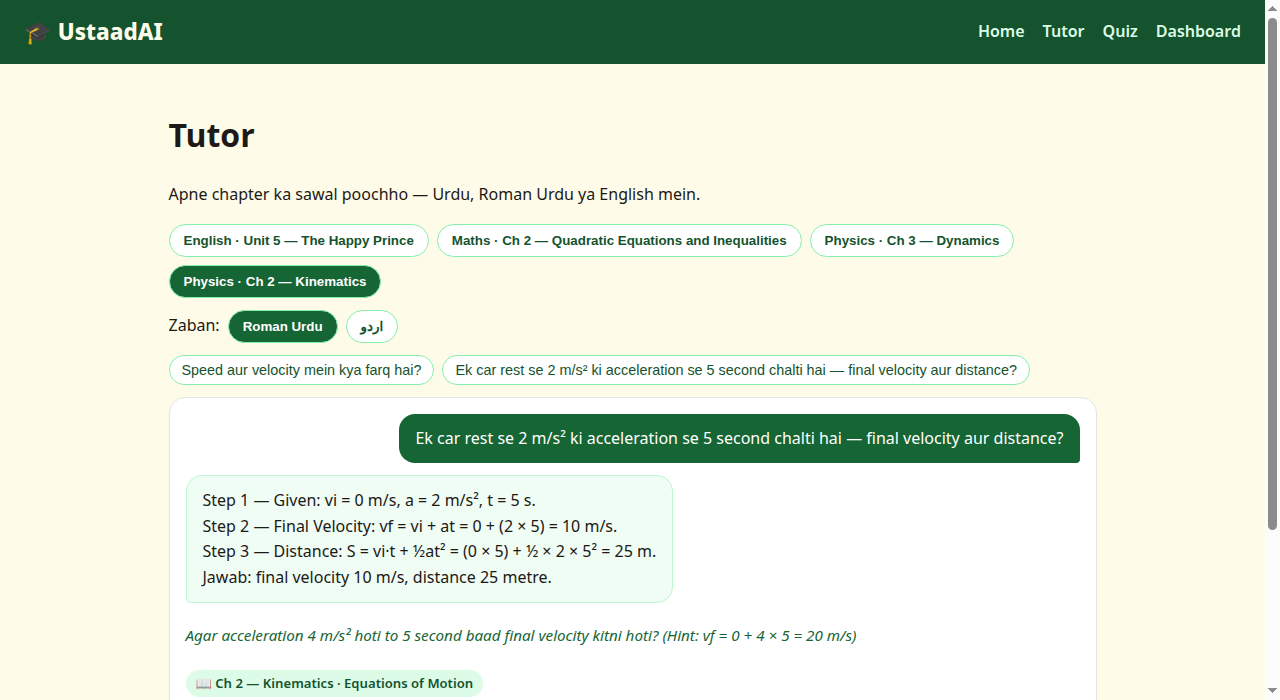 🎓 UstaadAI
Home Tutor Quiz Dashboard
Tutor
Apne chapter ka sawal poochho — Urdu, Roman Urdu ya English mein.
English · Unit 5 — The Happy Prince Maths · Ch 2 — Quadratic Equations and Inequalities Physics · Ch 3 — Dynamics
Physics · Ch 2 — Kinematics
Zaban: Roman Urdu اردو
Speed aur velocity mein kya farq hai? Ek car rest se 2 m/s² ki acceleration se 5 second chalti hai — final velocity aur distance?
Ek car rest se 2 m/s² ki acceleration se 5 second chalti hai — final velocity aur distance?
Step 1 — Given: vi = 0 m/s, a = 2 m/s², t = 5 s.
Step 2 — Final Velocity: vf = vi + at = 0 + (2 × 5) = 10 m/s.
Step 3 — Distance: S = vi·t + ½at² = (0 × 5) + ½ × 2 × 5² = 25 m.
Jawab: final velocity 10 m/s, distance 25 metre.
Agar acceleration 4 m/s² hoti to 5 second baad final velocity kitni hoti? (Hint: vf = 0 + 4 × 5 = 20 m/s)
📖 Ch 2 — Kinematics · Equations of Motion